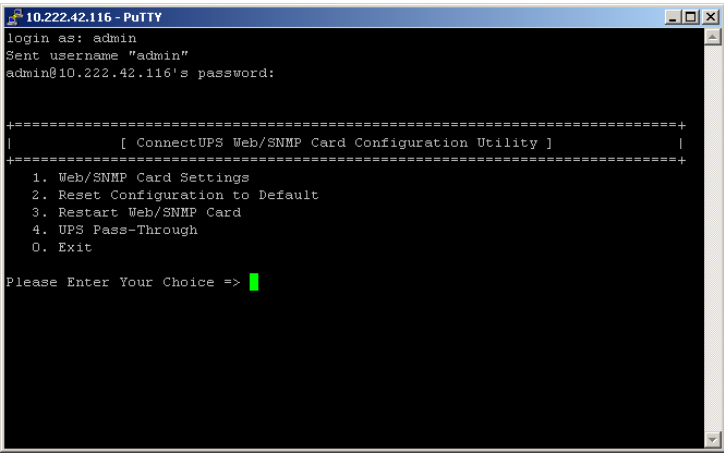 10.222.42.116 - PuTTY
login as: admin
Sent username "admin"
admin@10.222.42.116's password:
+============================================================================+
|             [ ConnectUPS Web/SNMP Card Configuration Utility ]             |
+============================================================================+
1. Web/SNMP Card Settings
2. Reset Configuration to Default
3. Restart Web/SNMP Card
4. UPS Pass-Through
0. Exit
Please Enter Your Choice =>